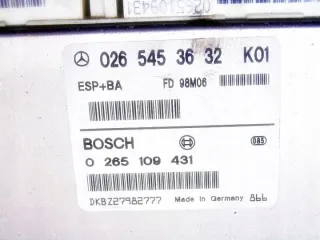 0265109431
026 545 36 32 K01
ESP+BA FD 98M06
BOSCH
0 265 109 431
DKBZ27982777 Made in Germany 866